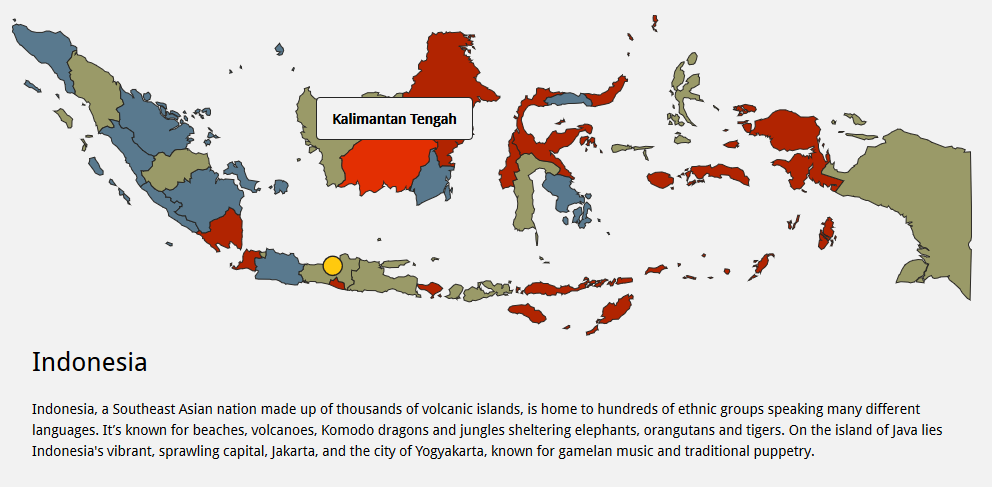 Kalimantan Tengah
Indonesia
Indonesia, a Southeast Asian nation made up of thousands of volcanic islands, is home to hundreds of ethnic groups speaking many different
languages. It’s known for beaches, volcanoes, Komodo dragons and jungles sheltering elephants, orangutans and tigers. On the island of Java lies
Indonesia's vibrant, sprawling capital, Jakarta, and the city of Yogyakarta, known for gamelan music and traditional puppetry.